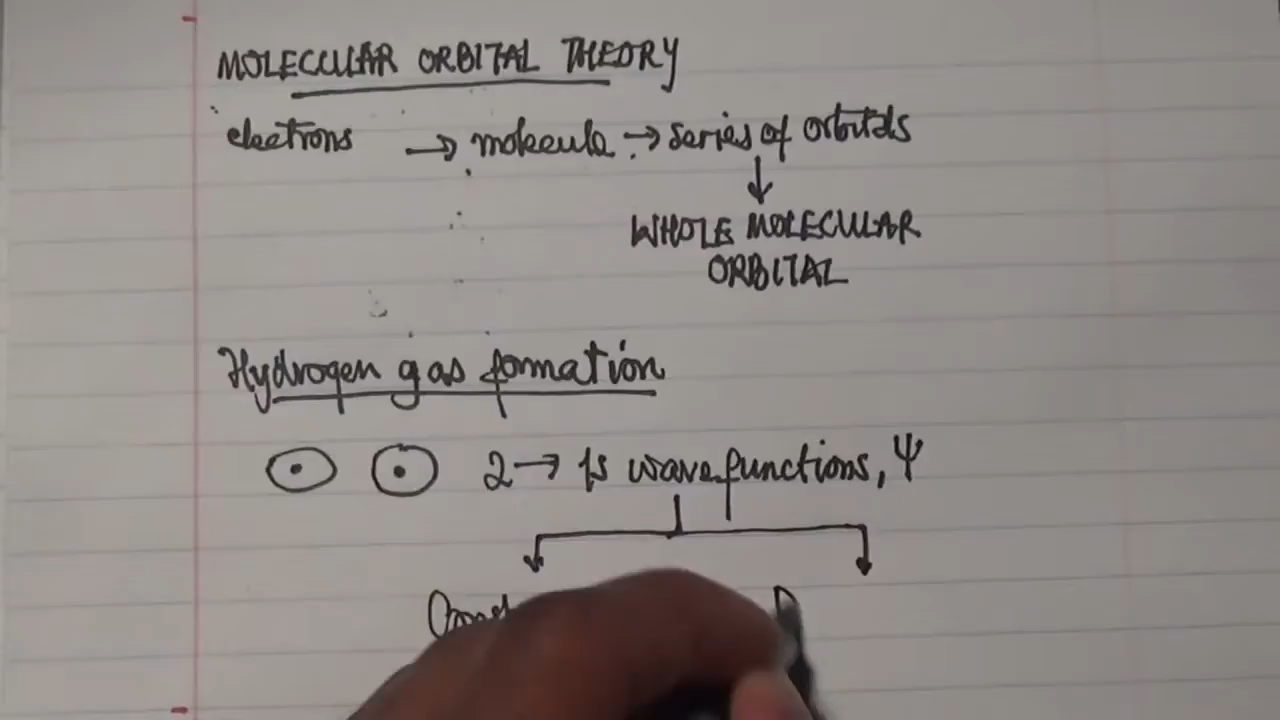 MOLECULAR ORBITAL THEORY
electrons → molecule → series of orbitals
↓
WHOLE MOLECULAR
ORBITAL
Hydrogen gas formation
2 → 1s wavefunctions, Ψ